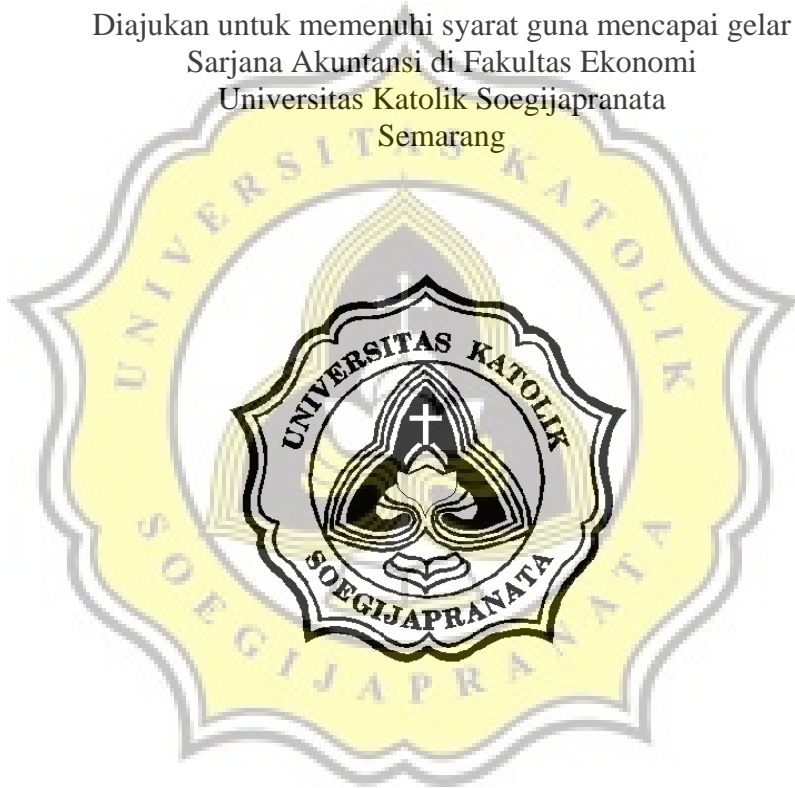 Diajukan untuk memenuhi syarat guna mencapai gelar
Sarjana Akuntansi di Fakultas Ekonomi
Universitas Katolik Soegijapranata
Semarang
UNIVERSITAS KATOLIK
SOEGIJAPRANATA
UNIVERSITAS KATOLIK
SOEGIJAPRANATA